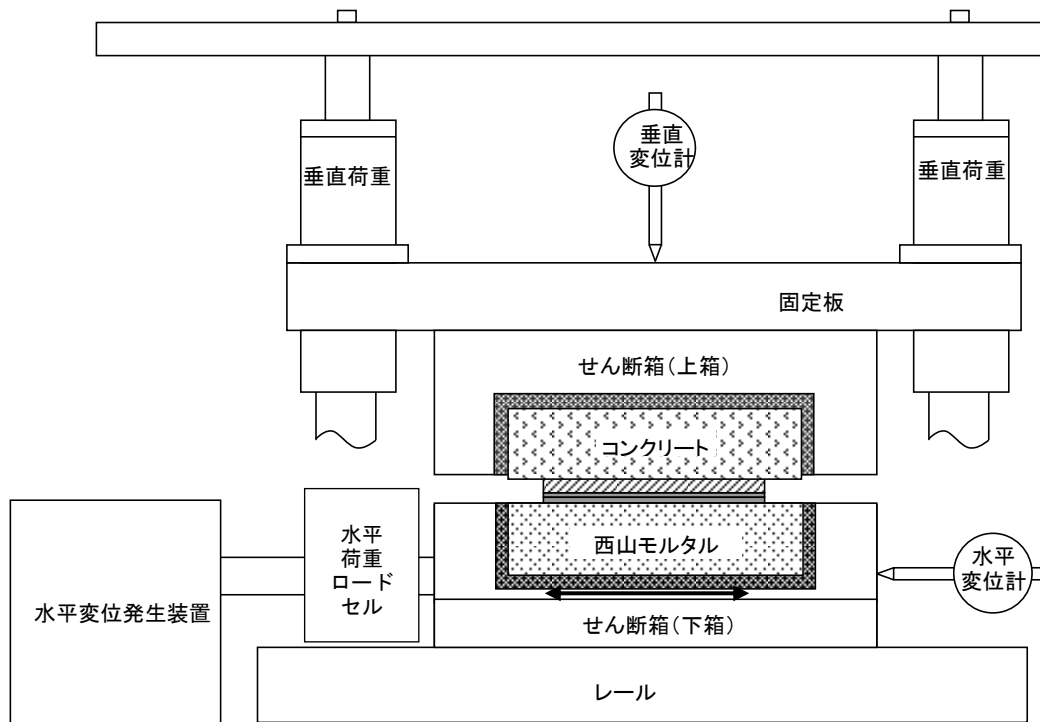 垂直
変位計
垂直荷重
垂直荷重
固定板
せん断箱(上箱)
コンクリート
水平
荷重
ロード
セル
西山モルタル
水平
変位計
水平変位発生装置
せん断箱(下箱)
レール